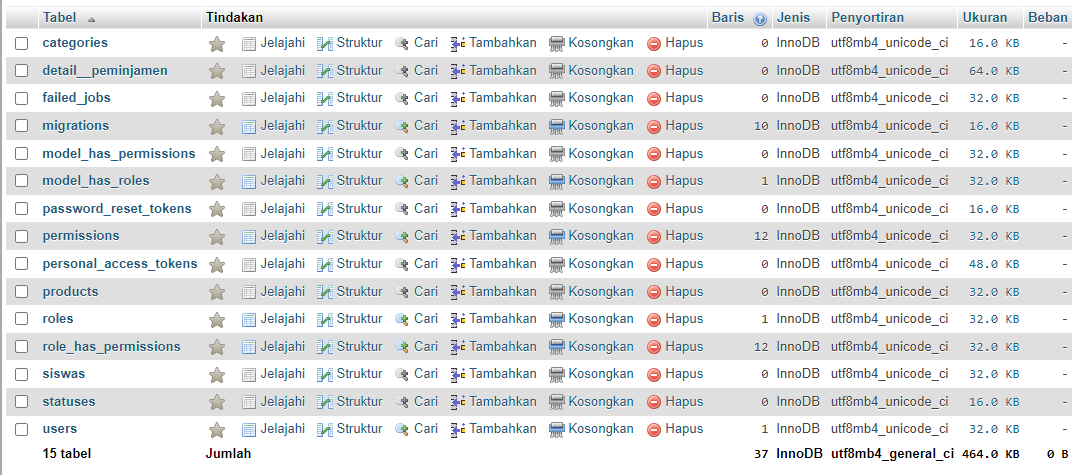 Tabel Tindakan Baris Jenis Penyortiran Ukuran Beban
categories Jelajahi Struktur Cari Tambahkan Kosongkan Hapus 0 InnoDB utf8mb4_unicode_ci 16.0 KB -
detail__peminjamen Jelajahi Struktur Cari Tambahkan Kosongkan Hapus 0 InnoDB utf8mb4_unicode_ci 64.0 KB -
failed_jobs Jelajahi Struktur Cari Tambahkan Kosongkan Hapus 0 InnoDB utf8mb4_unicode_ci 32.0 KB -
migrations Jelajahi Struktur Cari Tambahkan Kosongkan Hapus 10 InnoDB utf8mb4_unicode_ci 16.0 KB -
model_has_permissions Jelajahi Struktur Cari Tambahkan Kosongkan Hapus 0 InnoDB utf8mb4_unicode_ci 32.0 KB -
model_has_roles Jelajahi Struktur Cari Tambahkan Kosongkan Hapus 1 InnoDB utf8mb4_unicode_ci 32.0 KB -
password_reset_tokens Jelajahi Struktur Cari Tambahkan Kosongkan Hapus 0 InnoDB utf8mb4_unicode_ci 16.0 KB -
permissions Jelajahi Struktur Cari Tambahkan Kosongkan Hapus 12 InnoDB utf8mb4_unicode_ci 32.0 KB -
personal_access_tokens Jelajahi Struktur Cari Tambahkan Kosongkan Hapus 0 InnoDB utf8mb4_unicode_ci 48.0 KB -
products Jelajahi Struktur Cari Tambahkan Kosongkan Hapus 0 InnoDB utf8mb4_unicode_ci 32.0 KB -
roles Jelajahi Struktur Cari Tambahkan Kosongkan Hapus 1 InnoDB utf8mb4_unicode_ci 32.0 KB -
role_has_permissions Jelajahi Struktur Cari Tambahkan Kosongkan Hapus 12 InnoDB utf8mb4_unicode_ci 32.0 KB -
siswas Jelajahi Struktur Cari Tambahkan Kosongkan Hapus 0 InnoDB utf8mb4_unicode_ci 32.0 KB -
statuses Jelajahi Struktur Cari Tambahkan Kosongkan Hapus 0 InnoDB utf8mb4_unicode_ci 16.0 KB -
users Jelajahi Struktur Cari Tambahkan Kosongkan Hapus 1 InnoDB utf8mb4_unicode_ci 32.0 KB -
15 tabel Jumlah 37 InnoDB utf8mb4_general_ci 464.0 KB 0 B